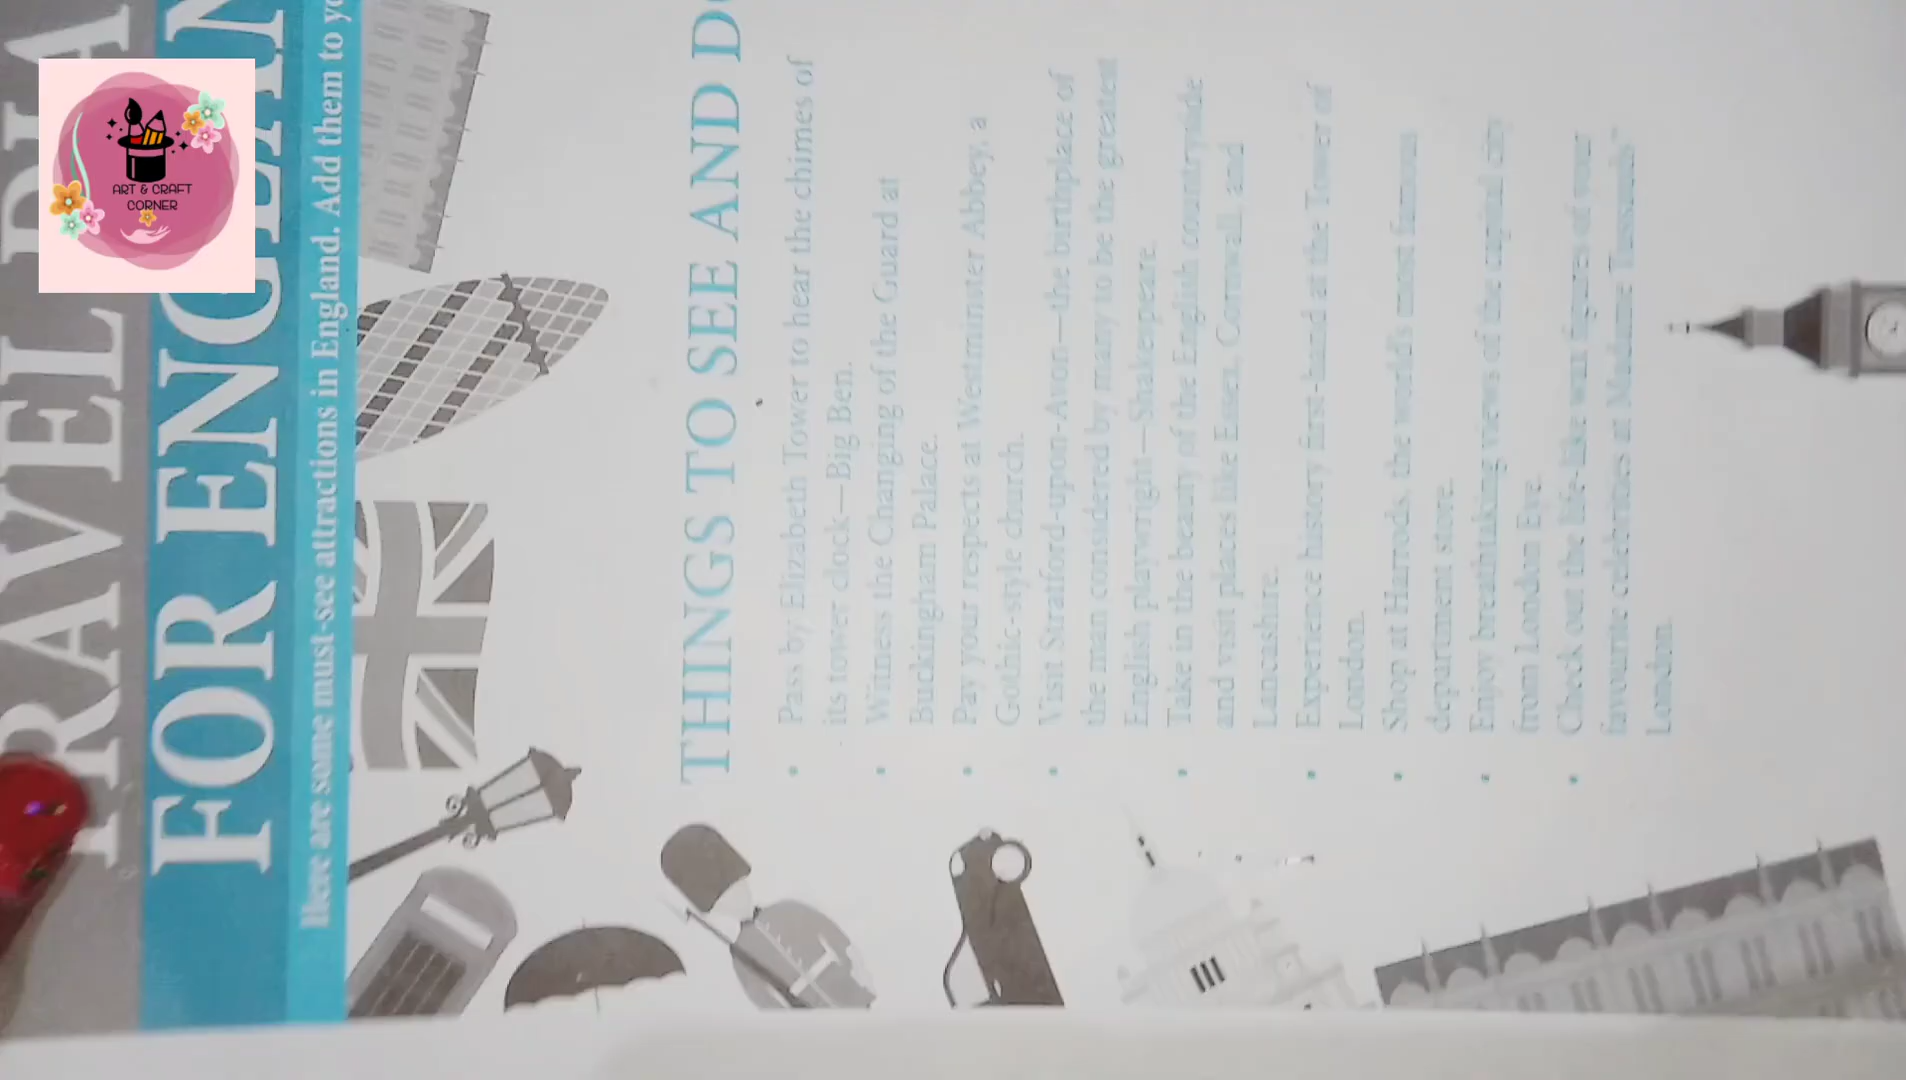 ART & CRAFT
CORNER
TRAVEL
FOR
Here are some must-see attractions in England. Add them to
THINGS TO SEE AND
• Pass by Elizabeth Tower to hear the chimes of
its tower clock—Big Ben.
• Witness the Changing of the Guard at
Buckingham Palace.
• Pay your respects at Westminster Abbey, a
Gothic-style church.
• Visit Stratford-upon-Avon—the birthplace of
the man considered by many to be the greatest
English playwright—Shakespeare.
• Take in the beauty of the English countryside
and visit places like Essex, Cornwall, and
Lancashire.
• Experience history first-hand at the Tower of
London.
• Shop at Harrods, the world's most famous
department store.
• Enjoy breathtaking views of the capital city
from London Eye.
• Check out the life-like wax figures of your
favourite celebrities at Madame Tussauds
London.